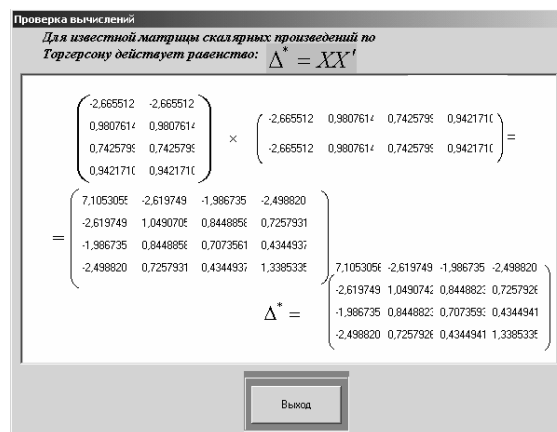 Проверка вычислений
Для известной матрицы скалярных произведений по
Торгерсону действует равенство: Δ* = XX'
-2,665512 -2,665512
0,9807614 0,9807614
0,7425799 0,7425799
0,9421710 0,9421710
×
-2,665512 0,9807614 0,7425799 0,9421710
-2,665512 0,9807614 0,7425799 0,9421710
=
=
7,1053055 -2,619749 -1,986735 -2,498820
-2,619749 1,0490705 0,8448858 0,7257931
-1,986735 0,8448858 0,7073561 0,4344937
-2,498820 0,7257931 0,4344937 1,3385335
Δ* =
7,1053056 -2,619749 -1,986735 -2,498820
-2,619749 1,0490742 0,8448823 0,7257926
-1,986735 0,8448823 0,7073593 0,4344941
-2,498820 0,7257926 0,4344941 1,3385335
Выход